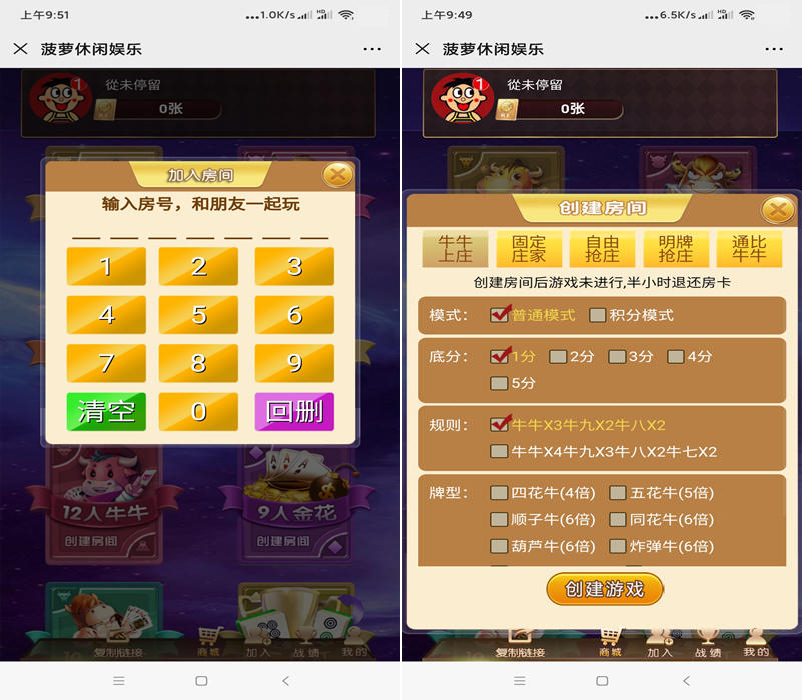 上午9:51
...1.0K/s
HD
菠萝休闲娱乐
從未停留
1
0张
加入房间
输入房号，和朋友一起玩
1 2 3
4 5 6
7 8 9
清空 0 回删
12人牛牛
创建房间
9人金花
创建房间
复制链接 商城 加入 战绩 我的
上午9:49
...6.5K/s
HD
菠萝休闲娱乐
從未停留
1
0张
创建房间
牛牛上庄 固定庄家 自由抢庄 明牌抢庄 通比牛牛
创建房间后游戏未进行,半小时退还房卡
模式： 普通模式 积分模式
底分： 1分 2分 3分 4分
5分
规则： 牛牛X3牛九X2牛八X2
牛牛X4牛九X3牛八X2牛七X2
牌型： 四花牛(4倍) 五花牛(5倍)
顺子牛(6倍) 同花牛(6倍)
葫芦牛(6倍) 炸弹牛(6倍)
创建游戏
复制链接 商城 加入 战绩 我的